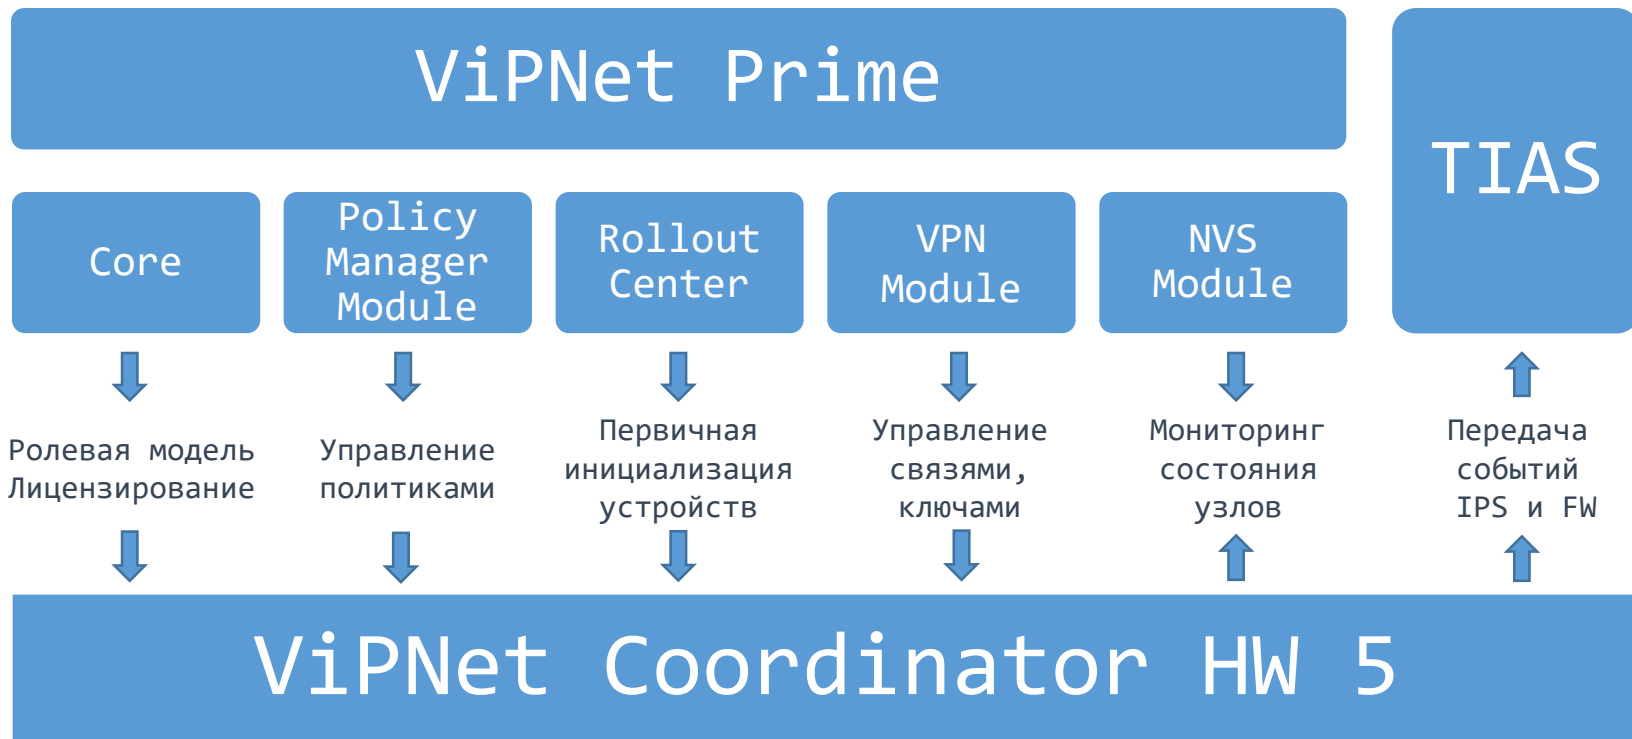 ViPNet Prime
TIAS
Core
Policy
Manager
Module
Rollout
Center
VPN
Module
NVS
Module
Ролевая модель
Лицензирование
Управление
политиками
Первичная
инициализация
устройств
Управление
связями,
ключами
Мониторинг
состояния
узлов
Передача
событий
IPS и FW
ViPNet Coordinator HW 5